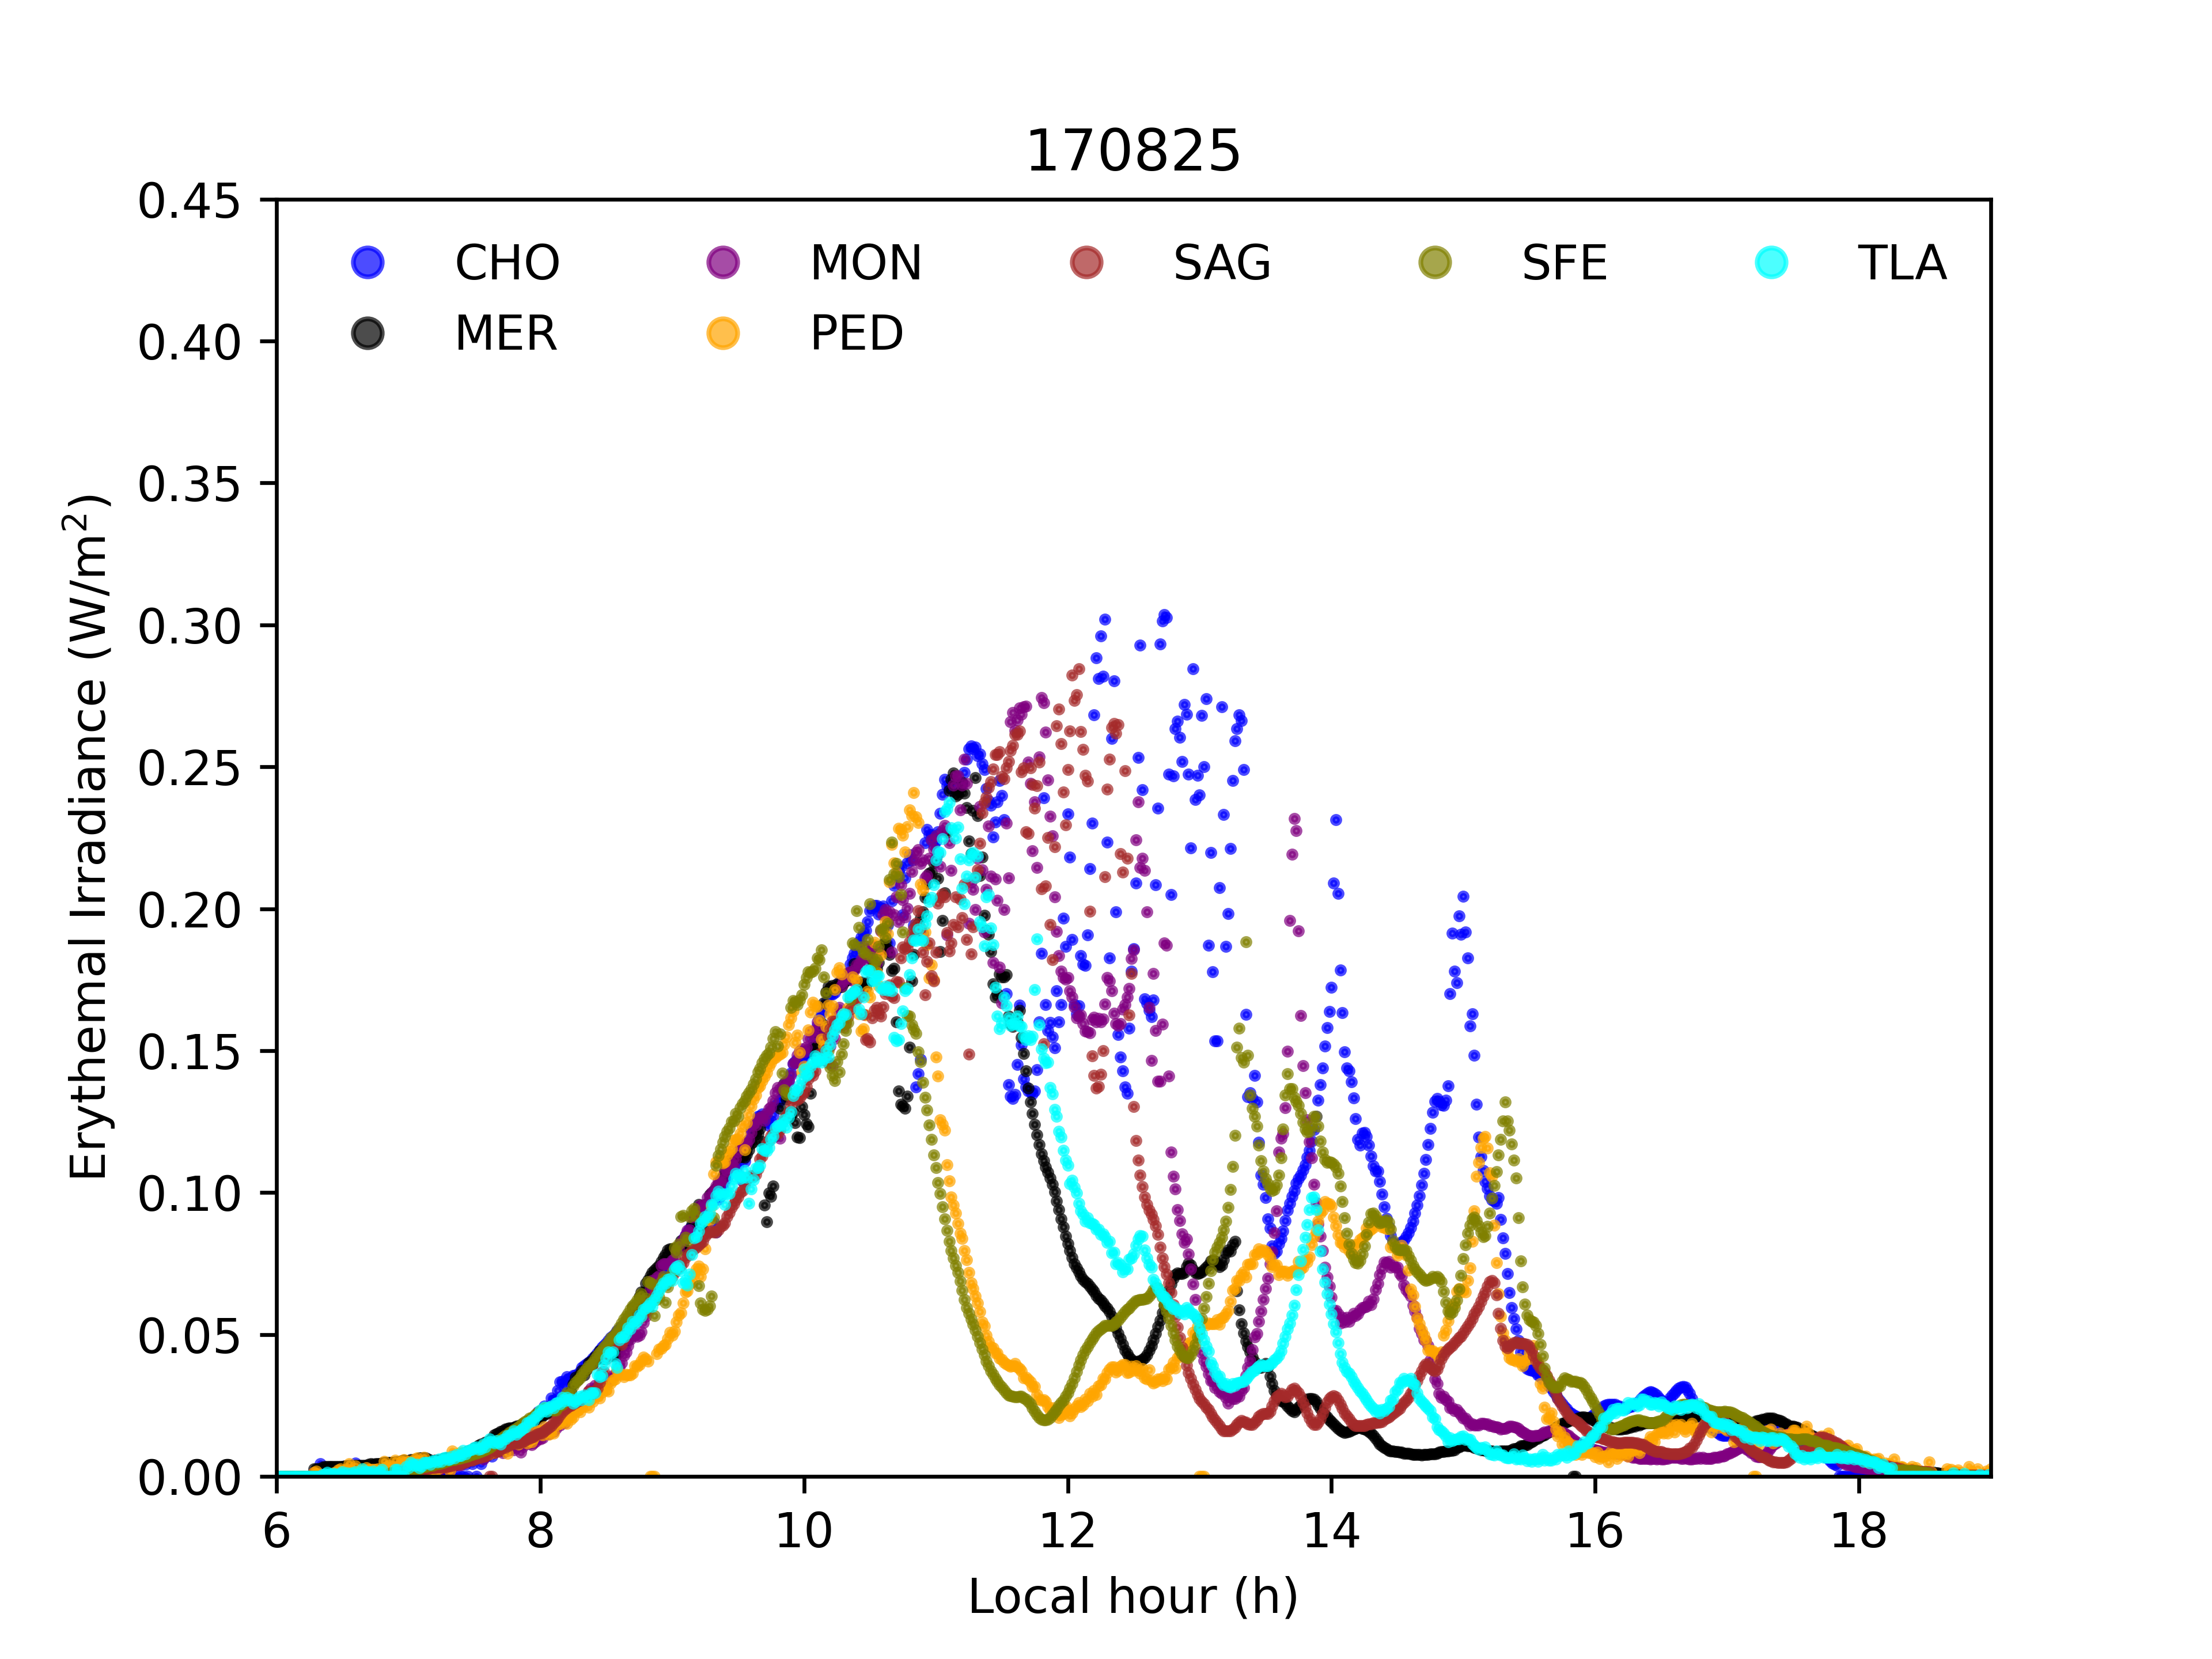 170825
0.45
0.40
0.35
0.30
0.25
0.20
0.15
0.10
0.05
0.00
Erythemal Irradiance (W/m²)
CHO MON SAG SFE TLA
MER PED
6 8 10 12 14 16 18
Local hour (h)